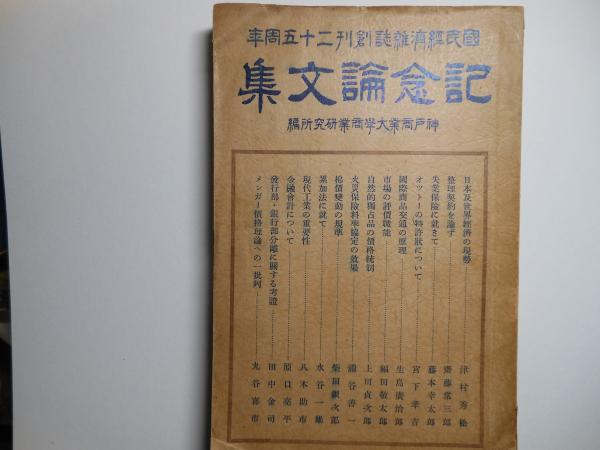 國民經濟雜誌創刊二十五周年
記念論文集
神戸商業大學商業研究所編
日本及世界經濟の現勢 津村秀松
整理契約を論ず 齋藤常三郎
失業保險に就きて 藤本幸太郎
オットーの特許狀について 宮下孝吉
國際商品交通の原理 生島廣治郎
市場の評價職能 福田敬太郎
自然的獨占品の價格統制 上田貞次郎
火災保險料率協定の效果 瀧谷善一
棉價變動の規準 柴田銀次郎
累加法に就て 水谷一雄
現代工業の重要性 八木助市
金融會計について 原口亮平
發行部・銀行部分離に關する考證 田中金司
メンガー價格理論への一批判 丸谷喜市